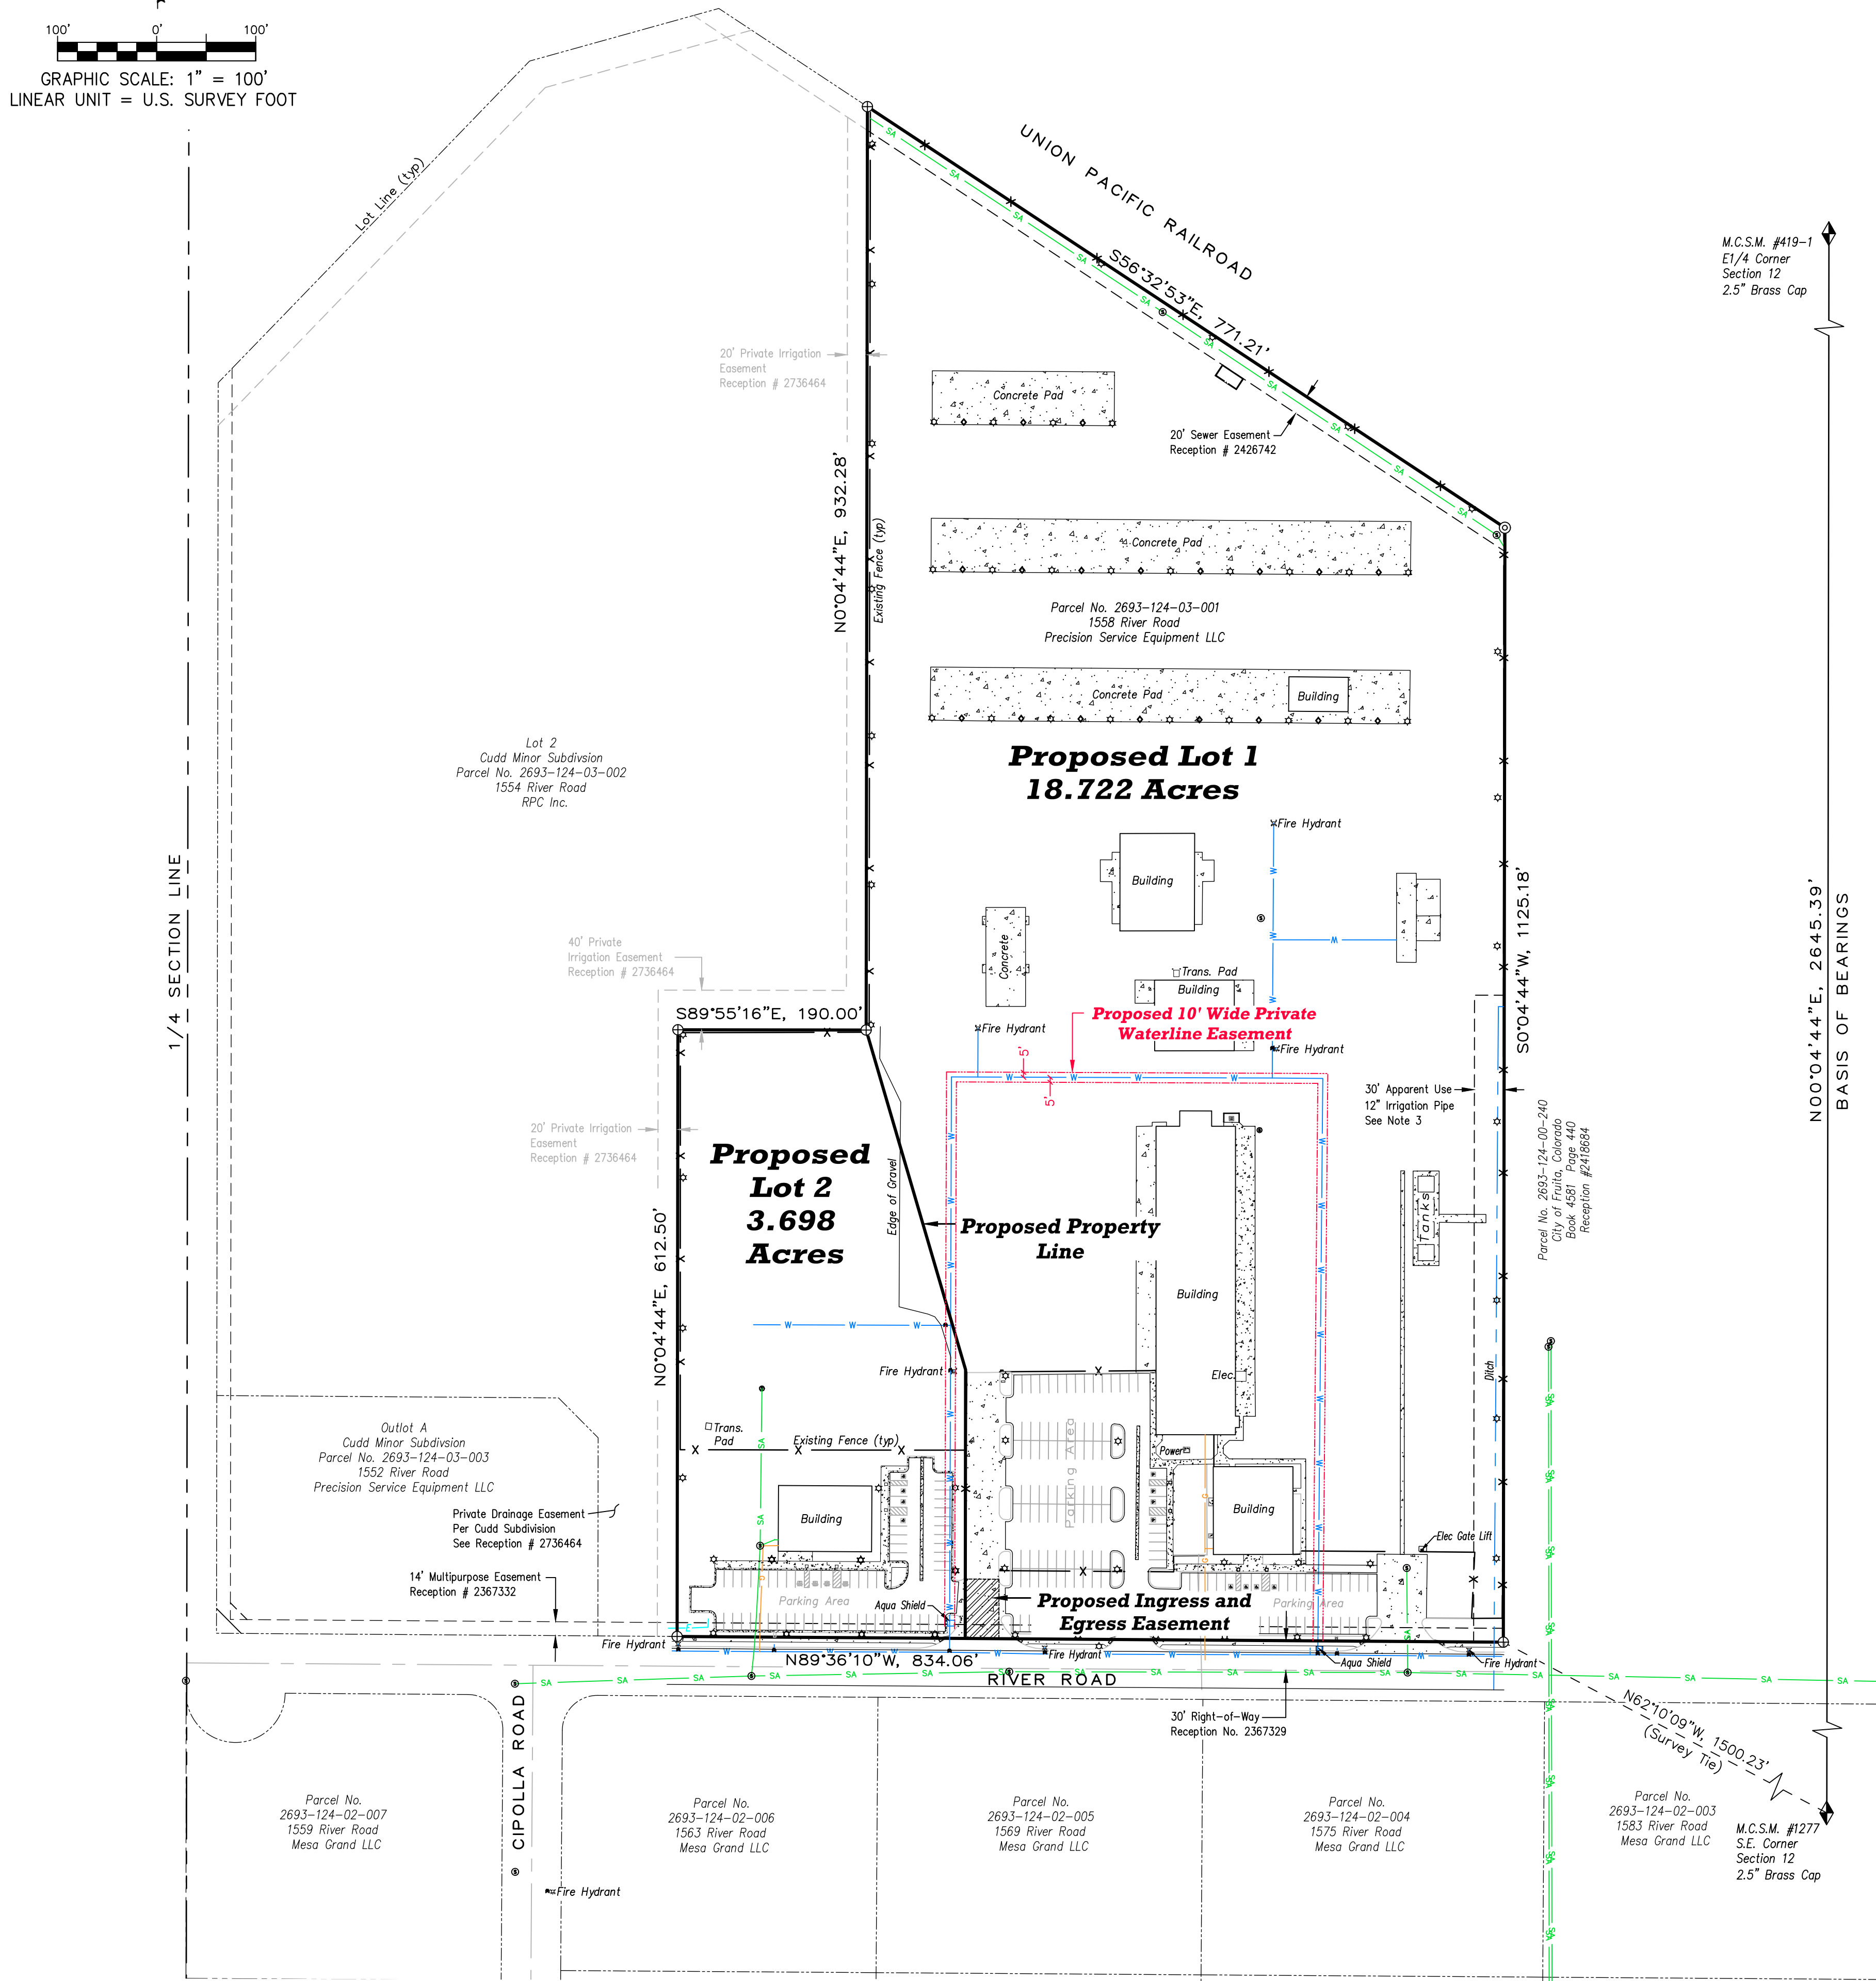 100'
0'
100'
GRAPHIC SCALE: 1" = 100'
LINEAR UNIT = U.S. SURVEY FOOT
Lot Line (typ)
UNION PACIFIC RAILROAD
S56°32'53"E, 771.21'
M.C.S.M. #419-1
E1/4 Corner
Section 12
2.5" Brass Cap
20' Private Irrigation
Easement
Reception # 2736464
Concrete Pad
20' Sewer Easement
Reception # 2426742
N0°04'44"E, 932.28'
Existing Fence (typ)
Concrete Pad
Parcel No. 2693-124-03-001
1558 River Road
Precision Service Equipment LLC
Concrete Pad
Building
Lot 2
Cudd Minor Subdivsion
Parcel No. 2693-124-03-002
1554 River Road
RPC Inc.
Proposed Lot 1
18.722 Acres
Fire Hydrant
Building
1/4 SECTION LINE
S0°04'44"W, 1125.18'
N00°04'44"E, 2645.39'
BASIS OF BEARINGS
40' Private
Irrigation Easement
Reception # 2736464
Concrete
Trans. Pad
Building
S89°55'16"E, 190.00'
Fire Hydrant
Proposed 10' Wide Private
Waterline Easement
Fire Hydrant
5'
5'
30' Apparent Use
12" Irrigation Pipe
See Note 3
20' Private Irrigation
Easement
Reception # 2736464
Proposed
Lot 2
3.698
Acres
Edge of Gravel
Proposed Property
Line
Parcel No. 2693-124-00-240
City of Fruita, Colorado
Book 4581 Page 440
Reception #2418684
Tanks
N0°04'44"E, 612.50'
Building
Fire Hydrant
Elec.
Ditch
Outlot A
Cudd Minor Subdivsion
Parcel No. 2693-124-03-003
1552 River Road
Precision Service Equipment LLC
Trans.
Pad
Existing Fence (typ)
Parking Area
Power
Private Drainage Easement
Per Cudd Subdivision
See Reception # 2736464
Building
Building
Elec Gate Lift
14' Multipurpose Easement
Reception # 2367332
Parking Area
Aqua Shield
Proposed Ingress and
Egress Easement
Parking Area
Fire Hydrant
N89°36'10"W, 834.06'
Fire Hydrant
Aqua Shield
Fire Hydrant
RIVER ROAD
30' Right-of-Way
Reception No. 2367329
CIPOLLA ROAD
N62°10'09"W, 1500.23'
(Survey Tie)
Parcel No.
2693-124-02-007
1559 River Road
Mesa Grand LLC
Parcel No.
2693-124-02-006
1563 River Road
Mesa Grand LLC
Parcel No.
2693-124-02-005
1569 River Road
Mesa Grand LLC
Parcel No.
2693-124-02-004
1575 River Road
Mesa Grand LLC
Parcel No.
2693-124-02-003
1583 River Road
Mesa Grand LLC
M.C.S.M. #1277
S.E. Corner
Section 12
2.5" Brass Cap
Fire Hydrant